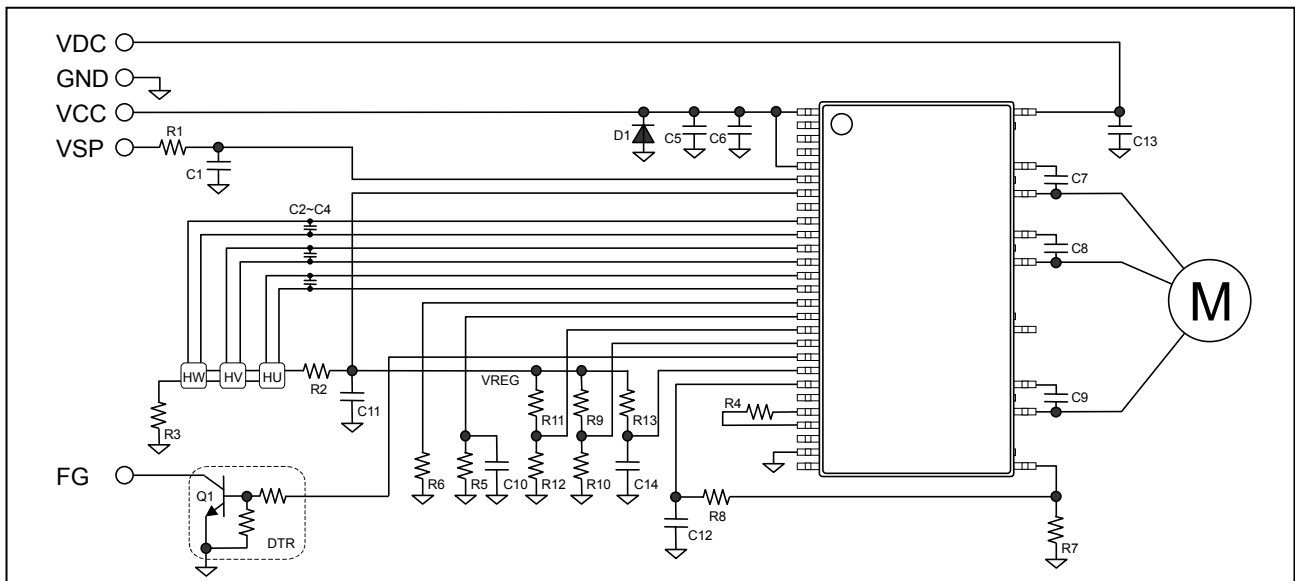 VDC
GND
VCC
VSP
R1
C1
D1
C5
C6
C13
C7
C2~C4
C8
M
HW
HV
HU
R2
VREG
C11
R11
R9
R13
R4
C9
R3
FG
Q1
DTR
R6
R5
C10
R12
R10
C14
C12
R8
R7